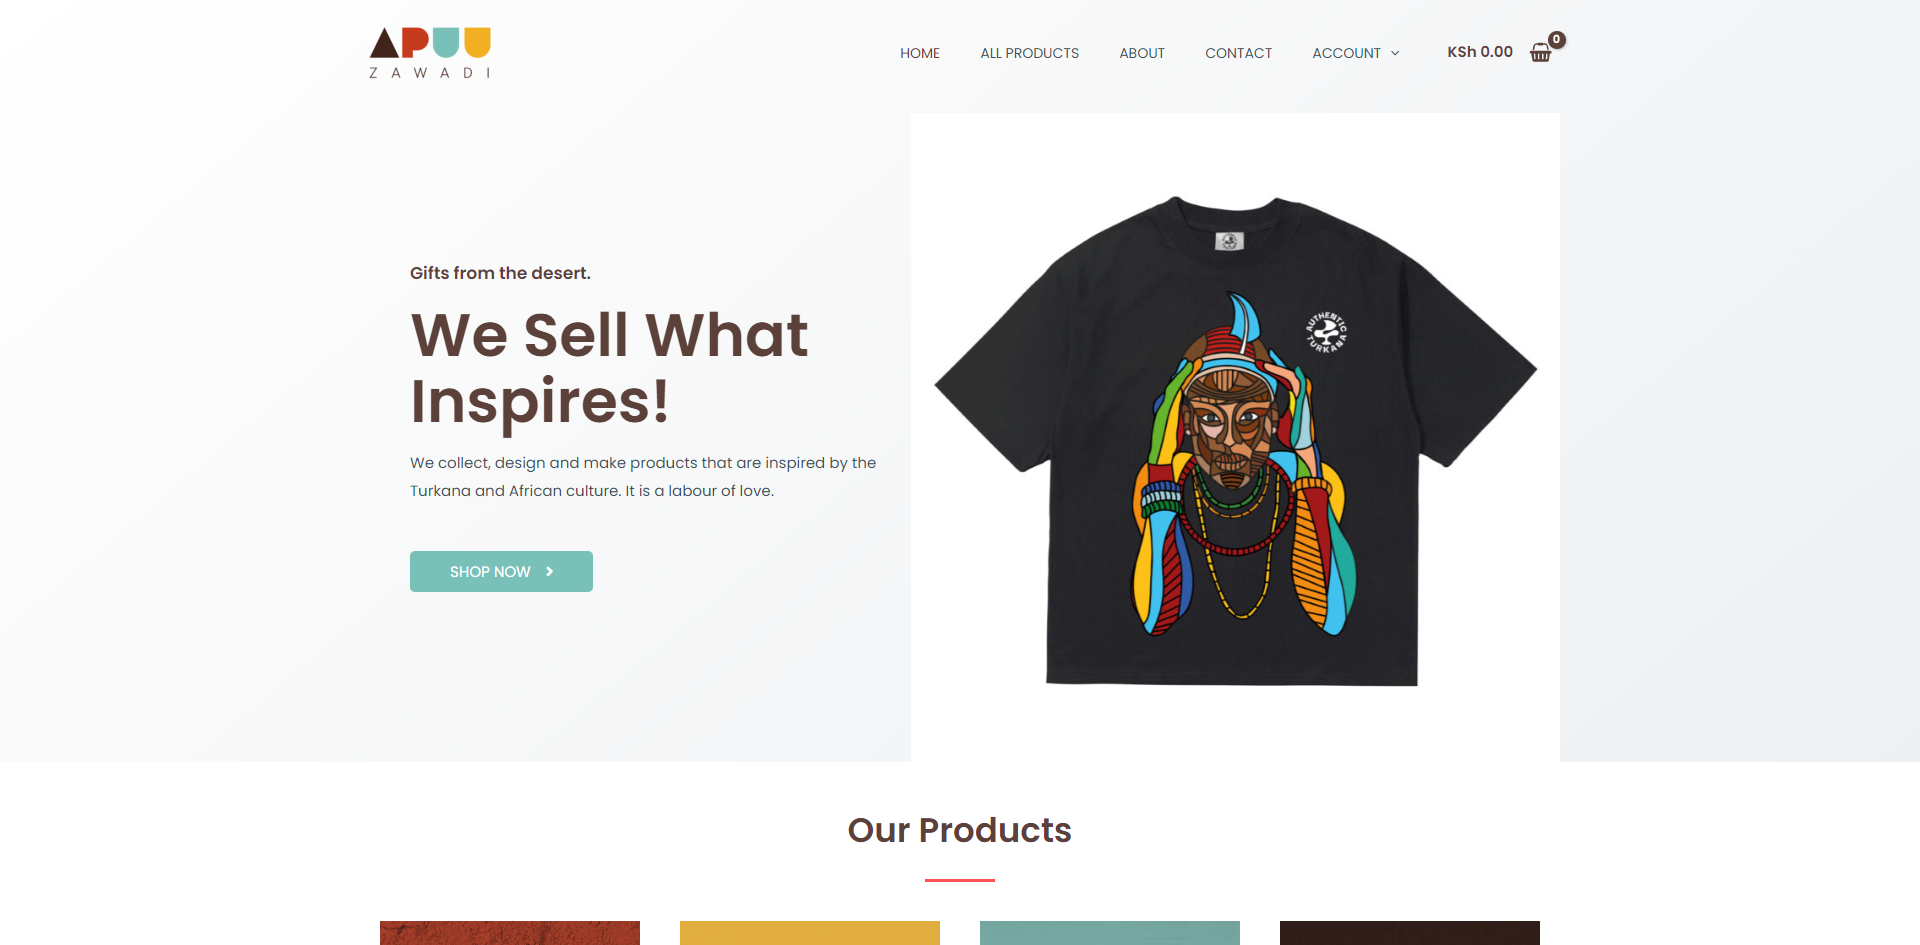 APUU
ZAWADI
HOME
ALL PRODUCTS
ABOUT
CONTACT
ACCOUNT
KSh 0.00
0
Gifts from the desert.
We Sell What
Inspires!
We collect, design and make products that are inspired by the
Turkana and African culture. It is a labour of love.
SHOP NOW
AUTHENTIC
TURKANA
Our Products